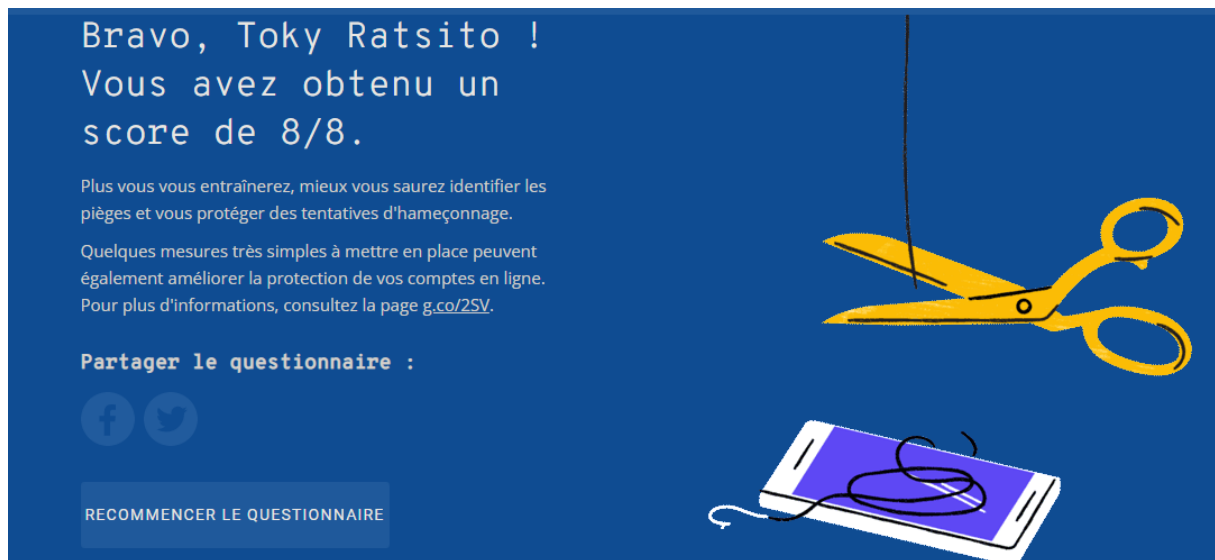 Bravo, Toky Ratsito !
Vous avez obtenu un
score de 8/8.
Plus vous vous entraînerez, mieux vous saurez identifier les
pièges et vous protéger des tentatives d'hameçonnage.
Quelques mesures très simples à mettre en place peuvent
également améliorer la protection de vos comptes en ligne.
Pour plus d'informations, consultez la page g.co/2SV.
Partager le questionnaire :
RECOMMENCER LE QUESTIONNAIRE